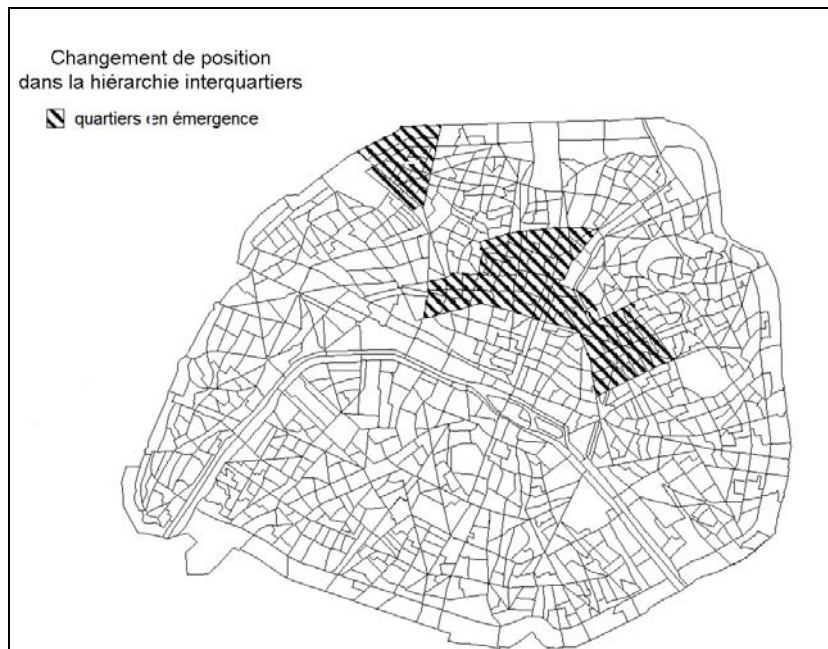 Changement de position
dans la hiérarchie interquartiers
quartiers en émergence